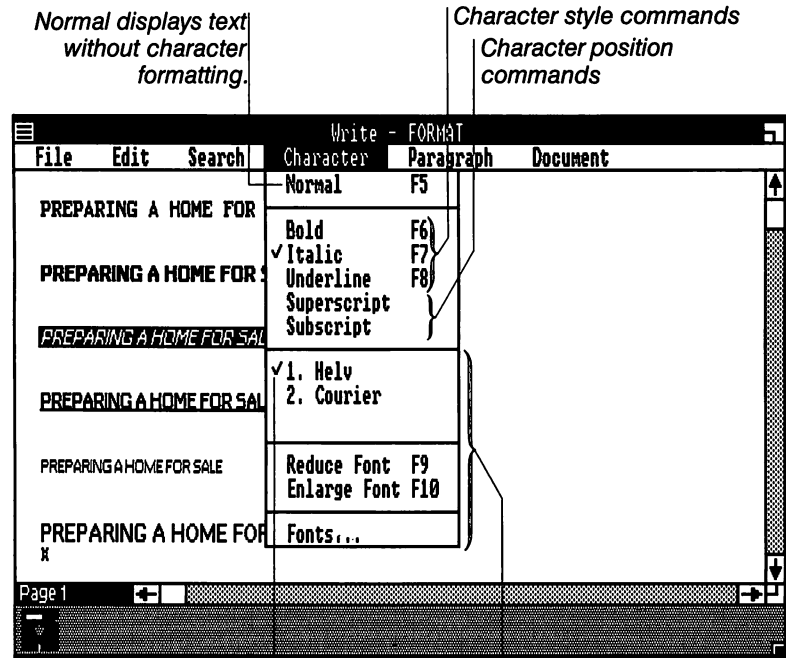 Normal displays text
without character
formatting.
Character style commands
Character position
commands
Write - FORMAT
File Edit Search Character Paragraph Document
Normal F5
PREPARING A HOME FOR
Bold F6
✓ Italic F7
PREPARING A HOME FOR S
Underline F8
Superscript
Subscript
PREPARING A HOME FOR SAL
✓ 1. Helv
2. Courier
PREPARING A HOME FOR SAL
Reduce Font F9
PREPARING A HOME FOR SALE
Enlarge Font F10
PREPARING A HOME FOR
Fonts...
Page 1